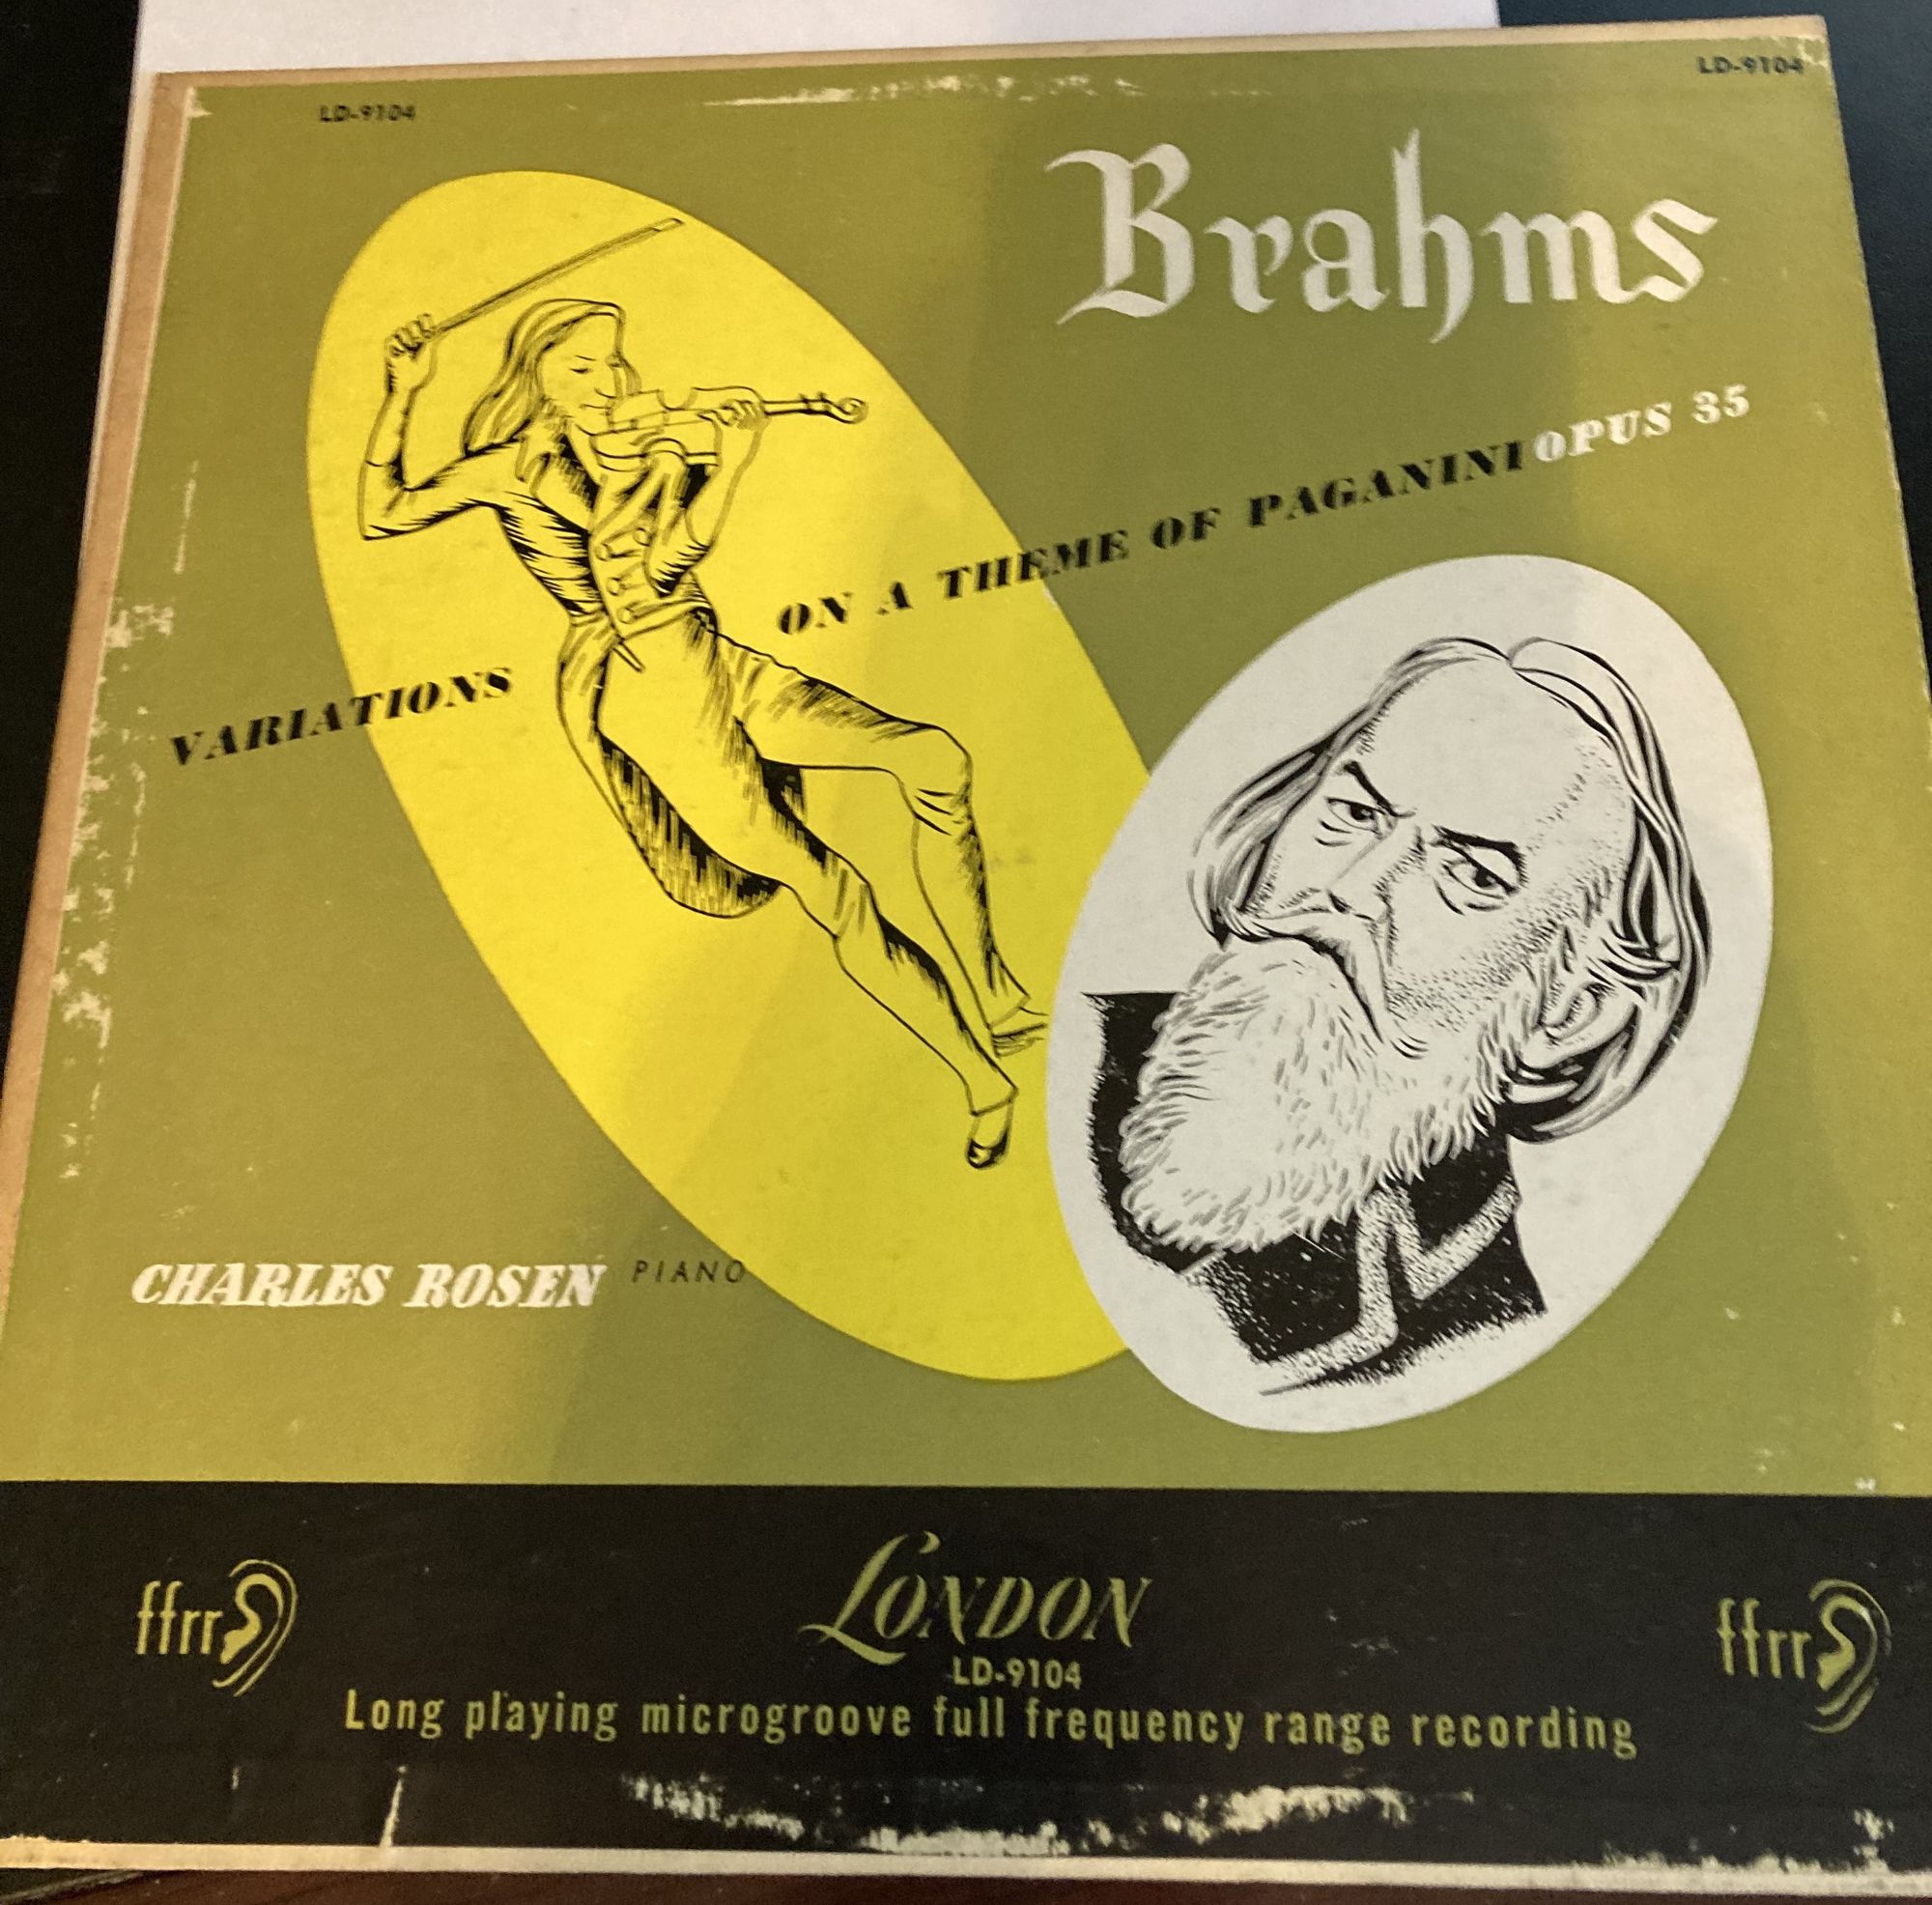 LD-9104
LD-9104
Brahms
VARIATIONS ON A THEME OF PAGANINI OPUS 35
CHARLES ROSEN PIANO
ffrr
LONDON
ffrr
LD-9104
Long playing microgroove full frequency range recording